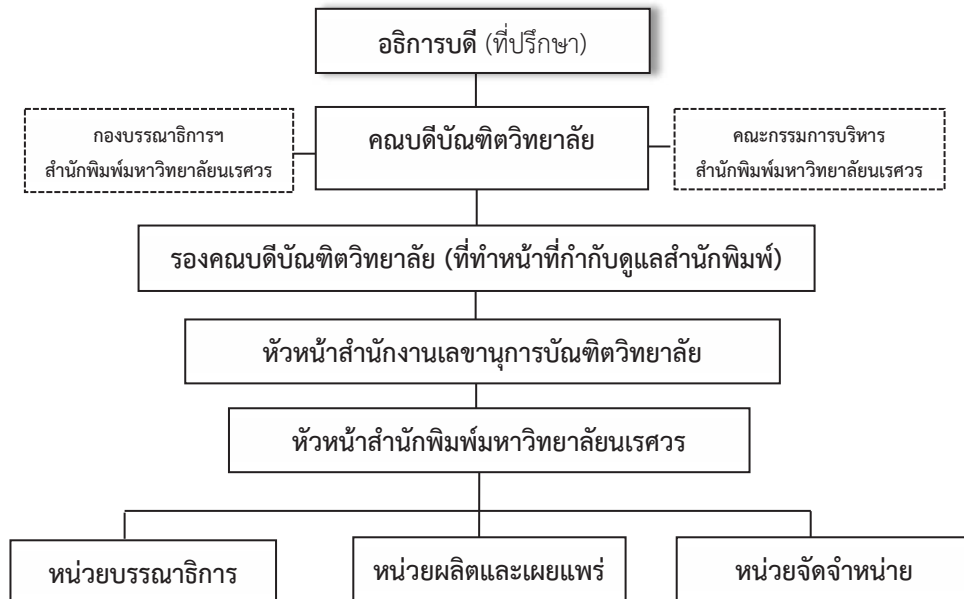 อธิการบดี (ที่ปรึกษา)
กองบรรณาธิการฯ
สำนักพิมพ์มหาวิทยาลัยนเรศวร
คณบดีบัณฑิตวิทยาลัย
คณะกรรมการบริหาร
สำนักพิมพ์มหาวิทยาลัยนเรศวร
รองคณบดีบัณฑิตวิทยาลัย (ที่ทำหน้าที่กำกับดูแลสำนักพิมพ์)
หัวหน้าสำนักงานเลขานุการบัณฑิตวิทยาลัย
หัวหน้าสำนักพิมพ์มหาวิทยาลัยนเรศวร
หน่วยบรรณาธิการ
หน่วยผลิตและเผยแพร่
หน่วยจัดจำหน่าย